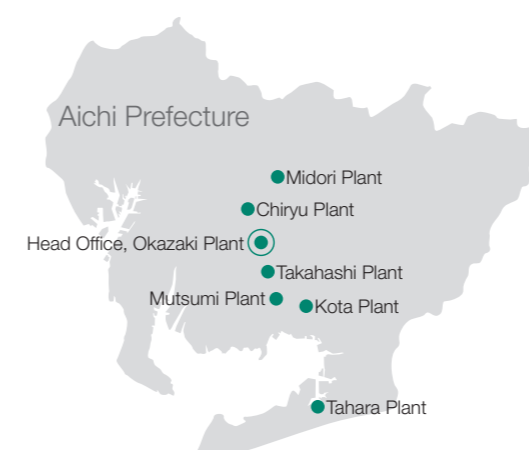 Aichi Prefecture
Midori Plant
Chiryu Plant
Head Office, Okazaki Plant
Takahashi Plant
Mutsumi Plant
Kota Plant
Tahara Plant